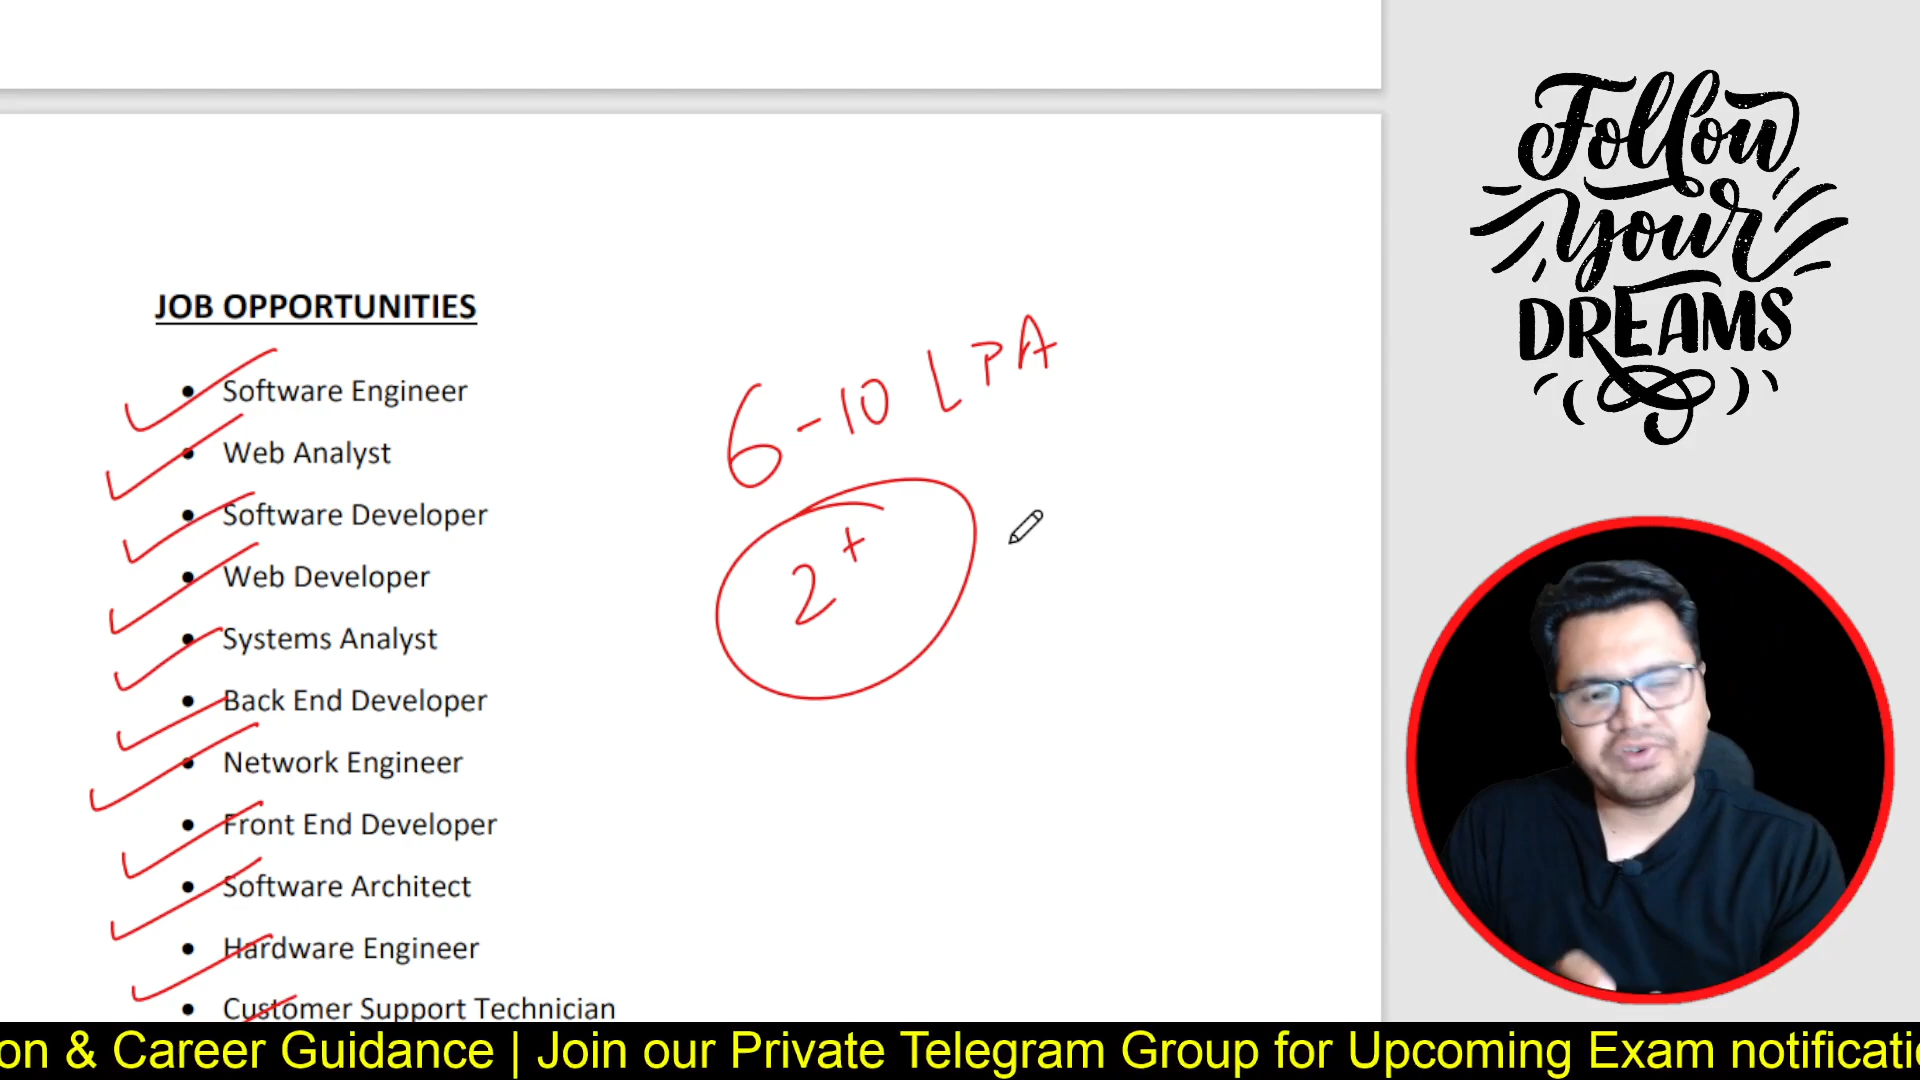 JOB OPPORTUNITIES
Software Engineer
Web Analyst
Software Developer
Web Developer
Systems Analyst
Back End Developer
Network Engineer
Front End Developer
Software Architect
Hardware Engineer
Customer Support Technician
6-10 LPA
2+
Follow
Your
DREAMS
on & Career Guidance | Join our Private Telegram Group for Upcoming Exam notificati